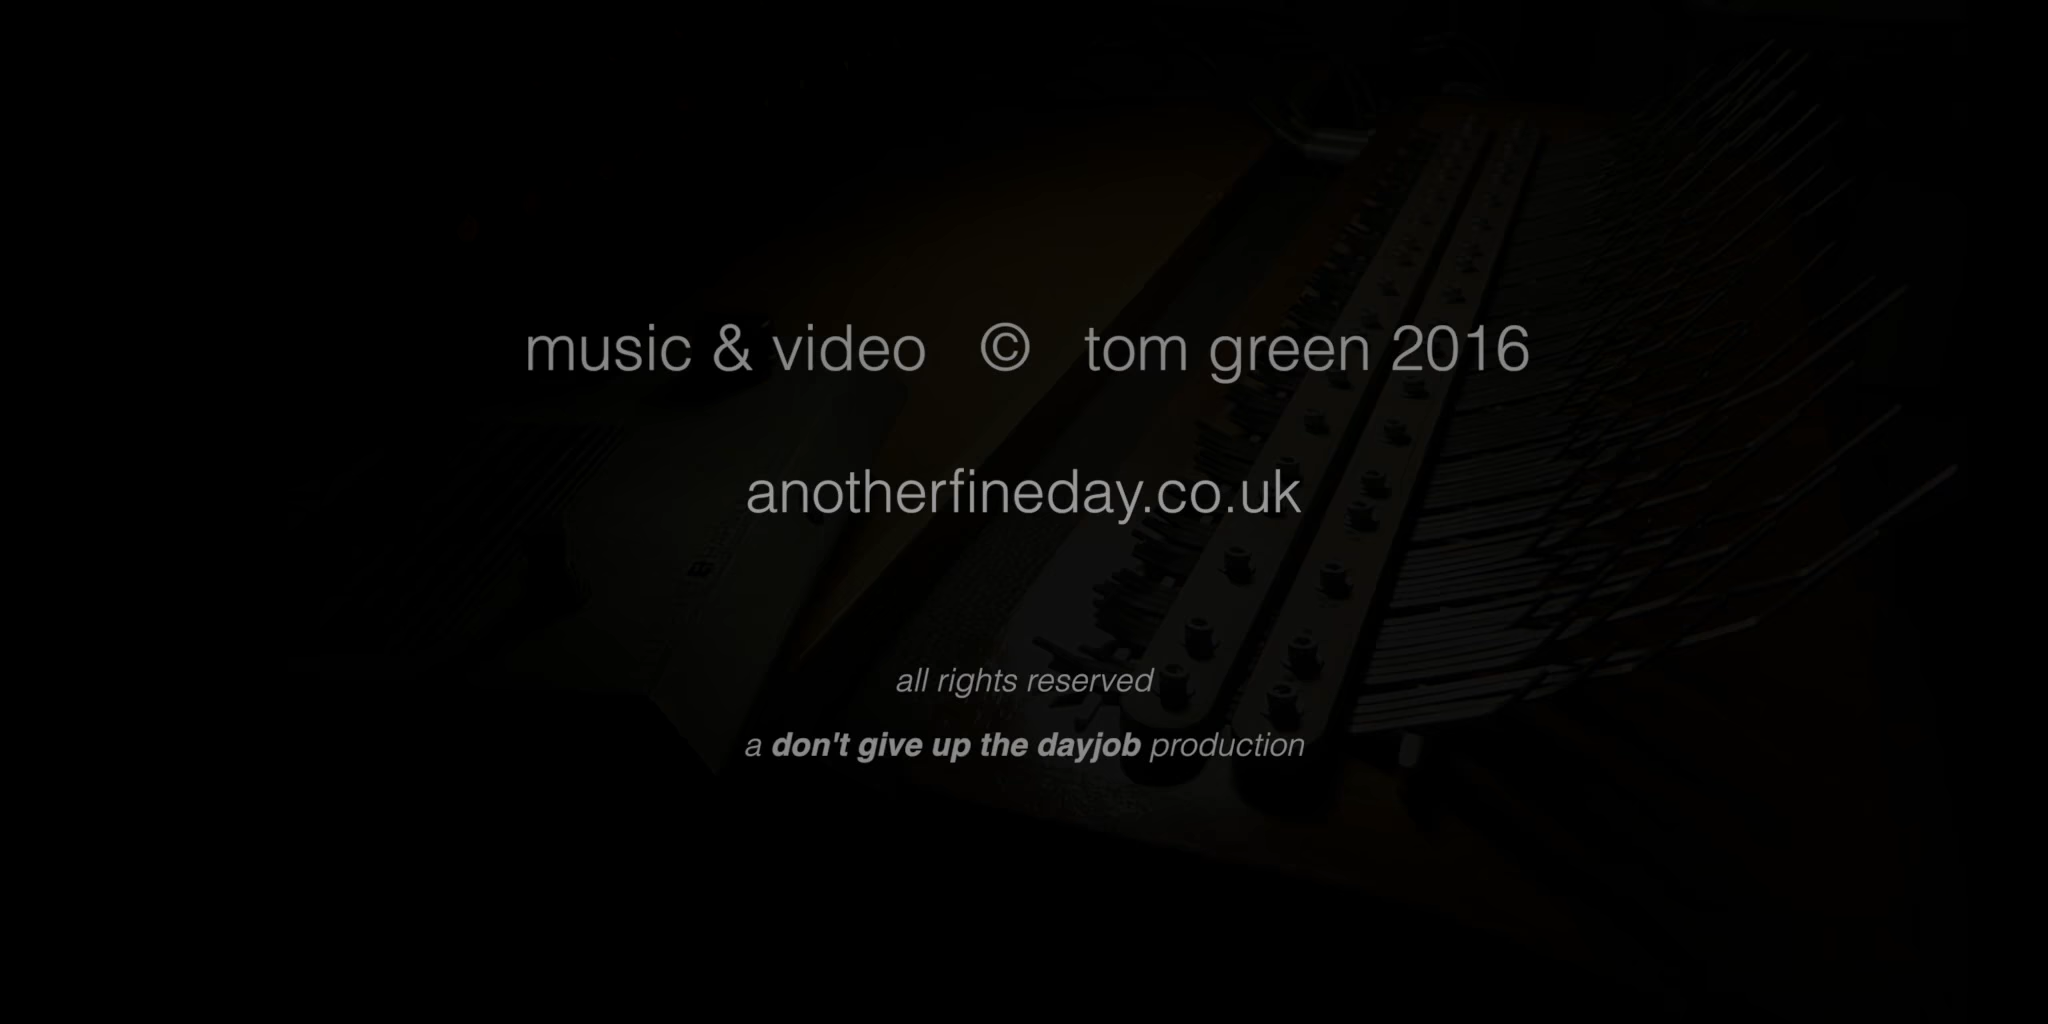 music & video © tom green 2016
anotherfineday.co.uk
all rights reserved
a don't give up the dayjob production